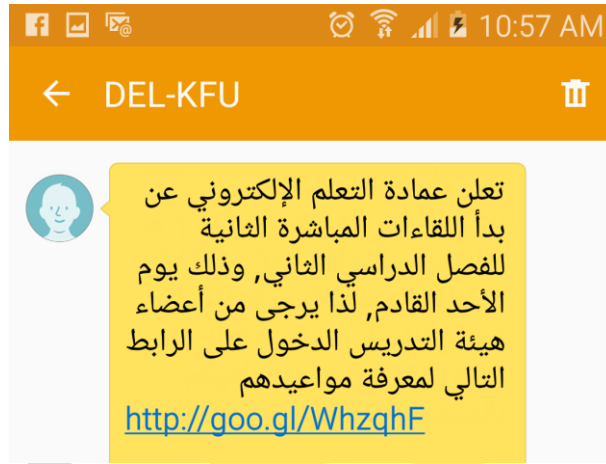 10:57 AM
DEL-KFU
تعلن عمادة التعلم الإلكتروني عن
بدأ اللقاءات المباشرة الثانية
للفصل الدراسي الثاني, وذلك يوم
الأحد القادم, لذا يرجى من أعضاء
هيئة التدريس الدخول على الرابط
التالي لمعرفة مواعيدهم
http://goo.gl/WhzqhF